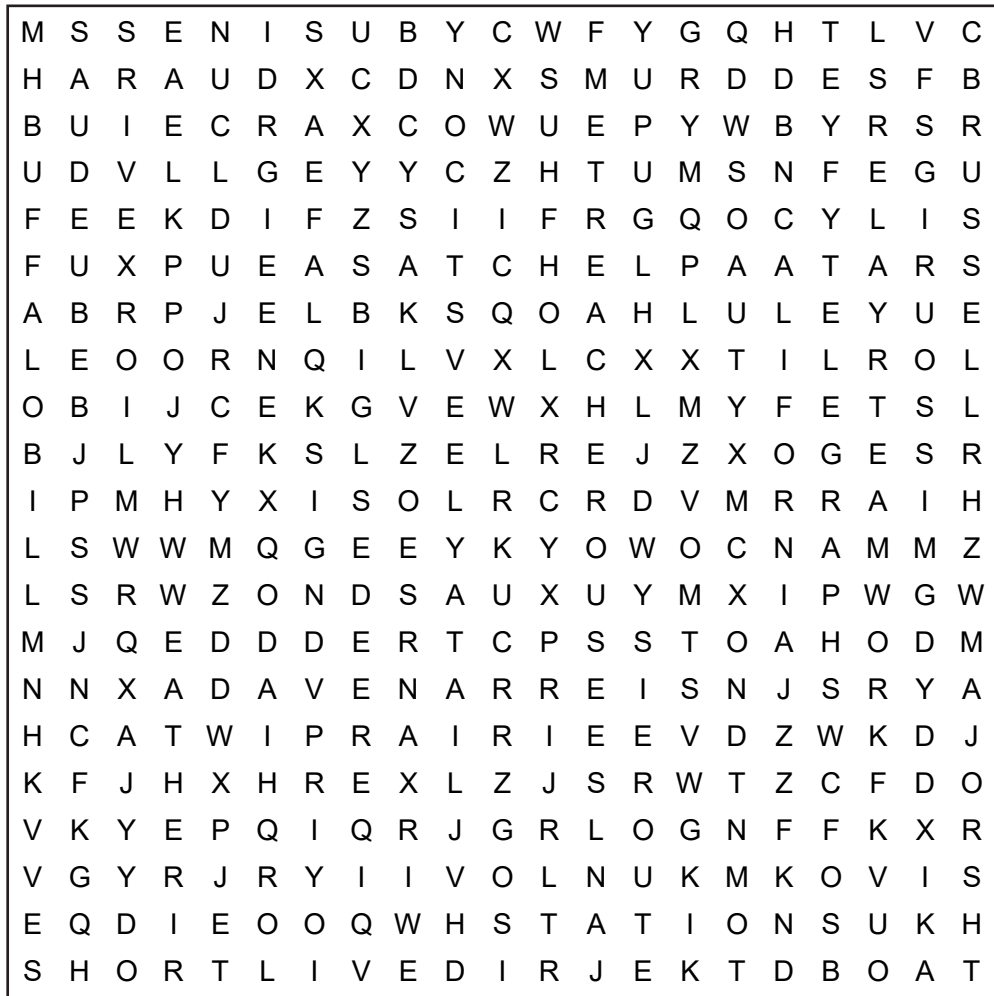 M S S E N I S U B Y C W F Y G Q H T L V C
H A R A U D X C D N X S M U R D D E S F B
B U I E C R A X C O W U E P Y W B Y R S R
U D V L L G E Y Y C Z H T U M S N F E G U
F E E K D I F Z S I I F R G Q O C Y L I S
F U X P U E A S A T C H E L P A A T A R S
A B R P J E L B K S Q O A H L U L E Y U E
L E O O R N Q I L V X L C X X T I L R O L
O B I J C E K G V E W X H L M Y F E T S L
B J L Y F K S L Z E L R E J Z X O G E S R
I P M H Y X I S O L R C R D V M R R A I H
L S W W M Q G E E Y K Y O W O C N A M M Z
L S R W Z O N D S A U X U Y M X I P W G W
M J Q E D D D E R T C P S S T O A H O D M
N N X A D A V E N A R R E I S N J S R Y A
H C A T W I P R A I R I E E V D Z W K D J
K F J H X H R E X L Z J S R W T Z C F D O
V K Y E P Q I Q R J G R L O G N F F K X R
V G Y R J R Y I I V O L N U K M K O V I S
E Q D I E O O Q W H S T A T I O N S U K H
S H O R T L I V E D I R J E K T D B O A T